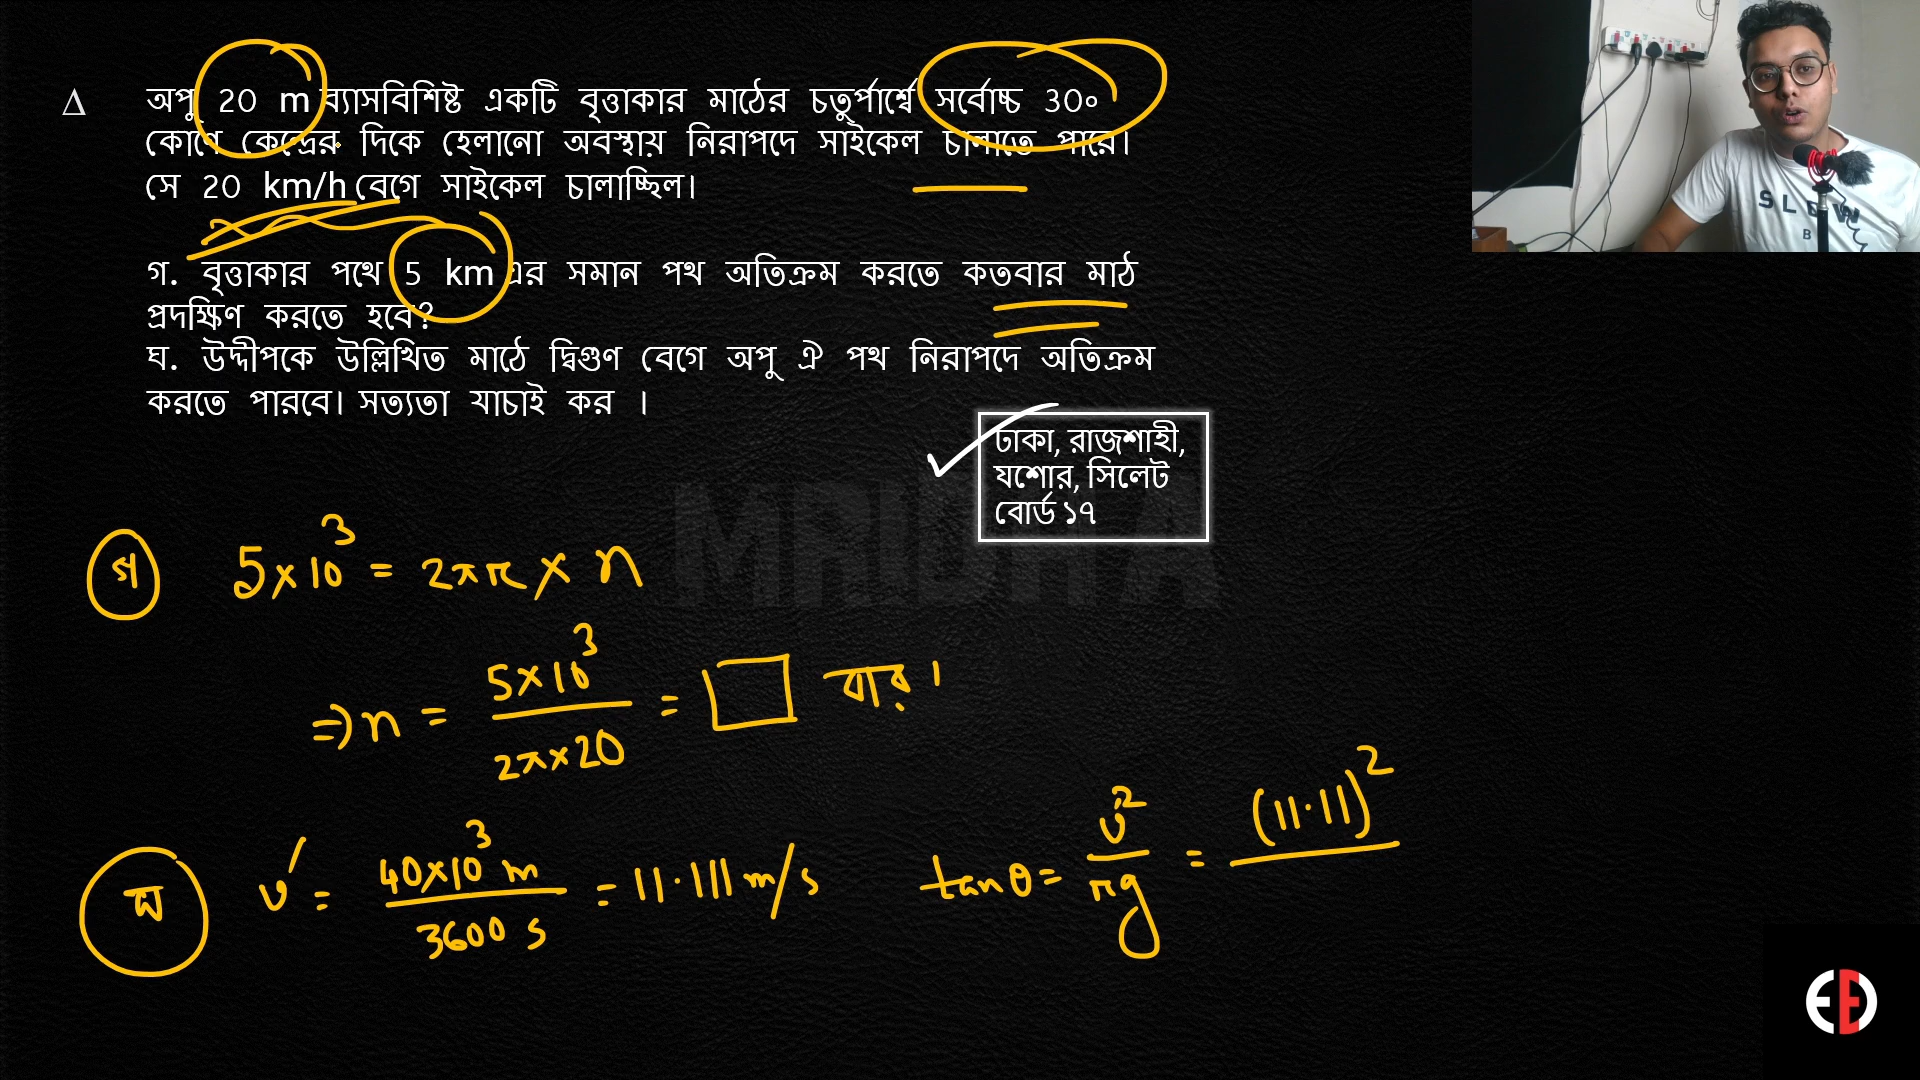 Δ অপু 20 m ব্যাসবিশিষ্ট একটি বৃত্তাকার মাঠের চতুর্পার্শ্বে সর্বোচ্চ 30°
কোণে কেন্দ্রের দিকে হেলানো অবস্থায় নিরাপদে সাইকেল চালাতে পারে।
সে 20 km/h বেগে সাইকেল চালাচ্ছিল।
গ. বৃত্তাকার পথে 5 km এর সমান পথ অতিক্রম করতে কতবার মাঠ
প্রদক্ষিণ করতে হবে?
ঘ. উদ্দীপকে উল্লিখিত মাঠে দ্বিগুণ বেগে অপু ঐ পথ নিরাপদে অতিক্রম
করতে পারবে। সত্যতা যাচাই কর ।
ঢাকা, রাজশাহী,
যশোর, সিলেট
বোর্ড ১৭
MRIDHA
গ 5×10³ = 2πr × n
⇒ n = 5×10³ / 2π×20 = □ বার।
ঘ v′ = 40×10³ m / 3600 s = 11.111 m/s tanθ = v² / rg = (11.11)²
SLOW
B